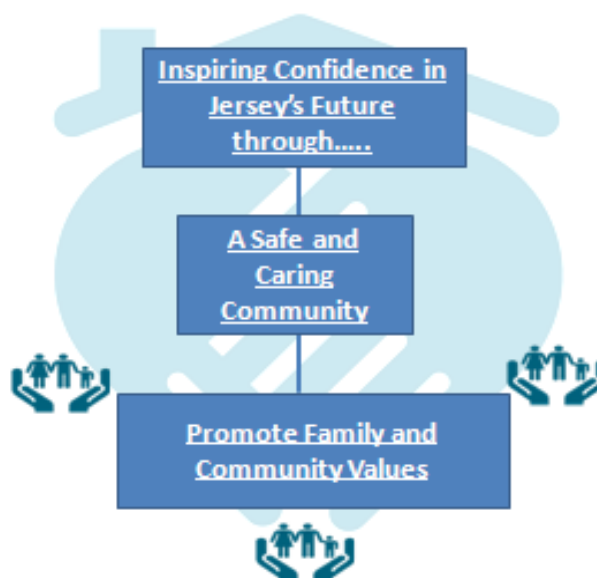 Inspiring Confidence in
Jersey's Future
through.....
A Safe and
Caring
Community
Promote Family and
Community Values